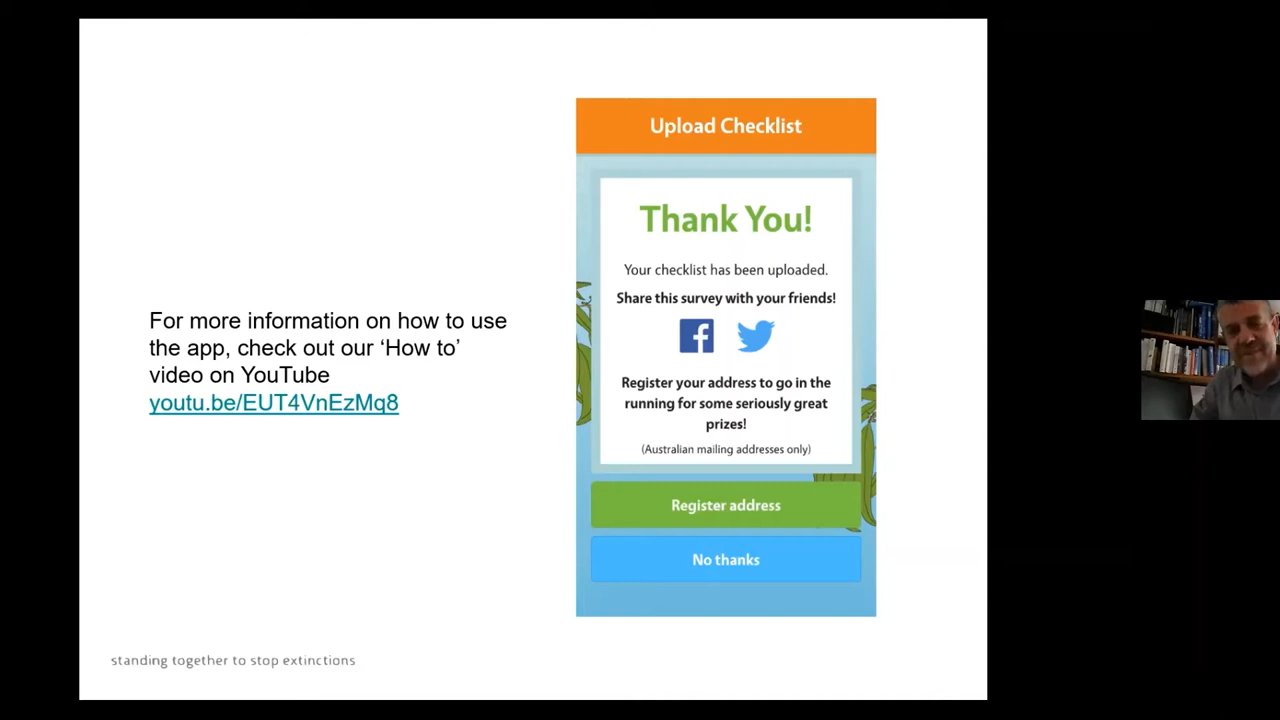 For more information on how to use
the app, check out our ‘How to’
video on YouTube
youtu.be/EUT4VnEzMq8
Upload Checklist
Thank You!
Your checklist has been uploaded.
Share this survey with your friends!
Register your address to go in the
running for some seriously great
prizes!
(Australian mailing addresses only)
Register address
No thanks
standing together to stop extinctions